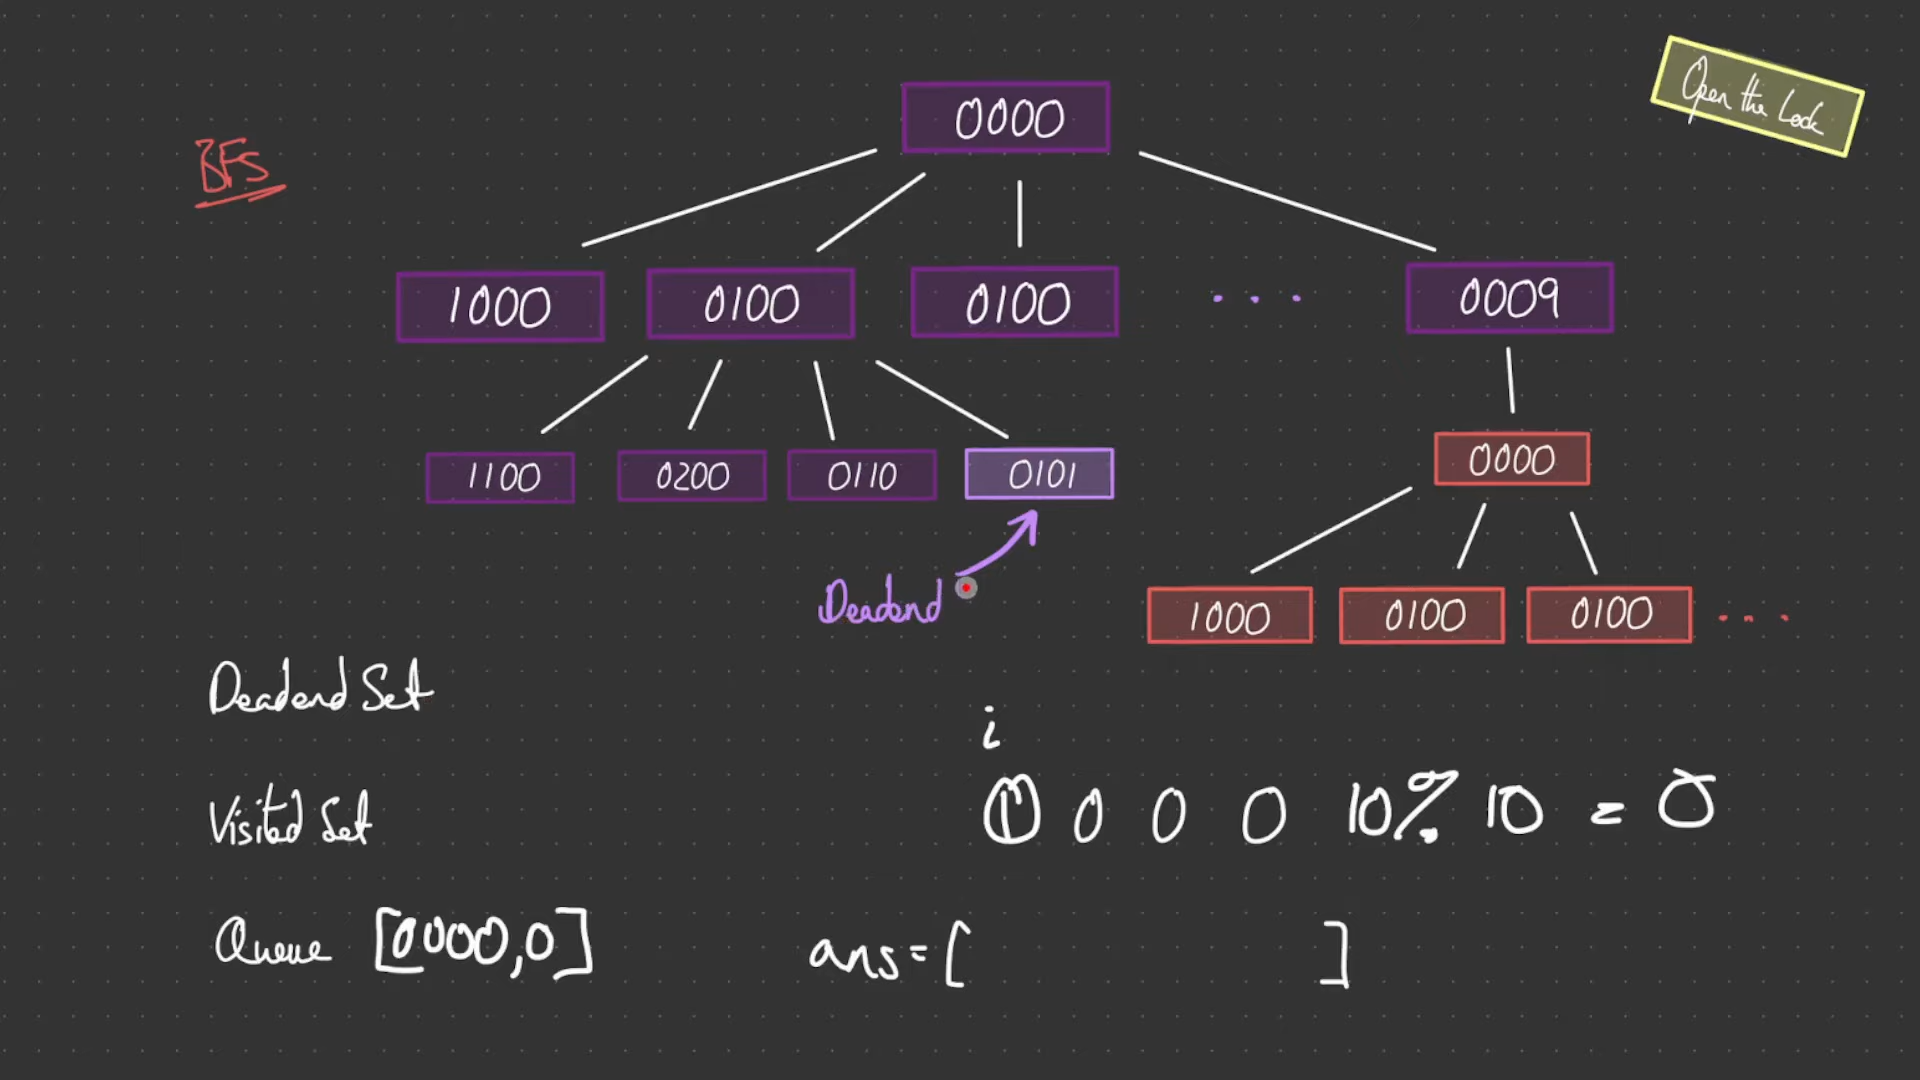 Open the Lock
0000
BFS
1000 0100 0100 ... 0009
1100 0200 0110 0101 0000
Deadend
1000 0100 0100 ...
Deadend Set
i
1 0 0 0 10% 10 = 0
Visited Set
Queue [0000,0]
ans=[ ]